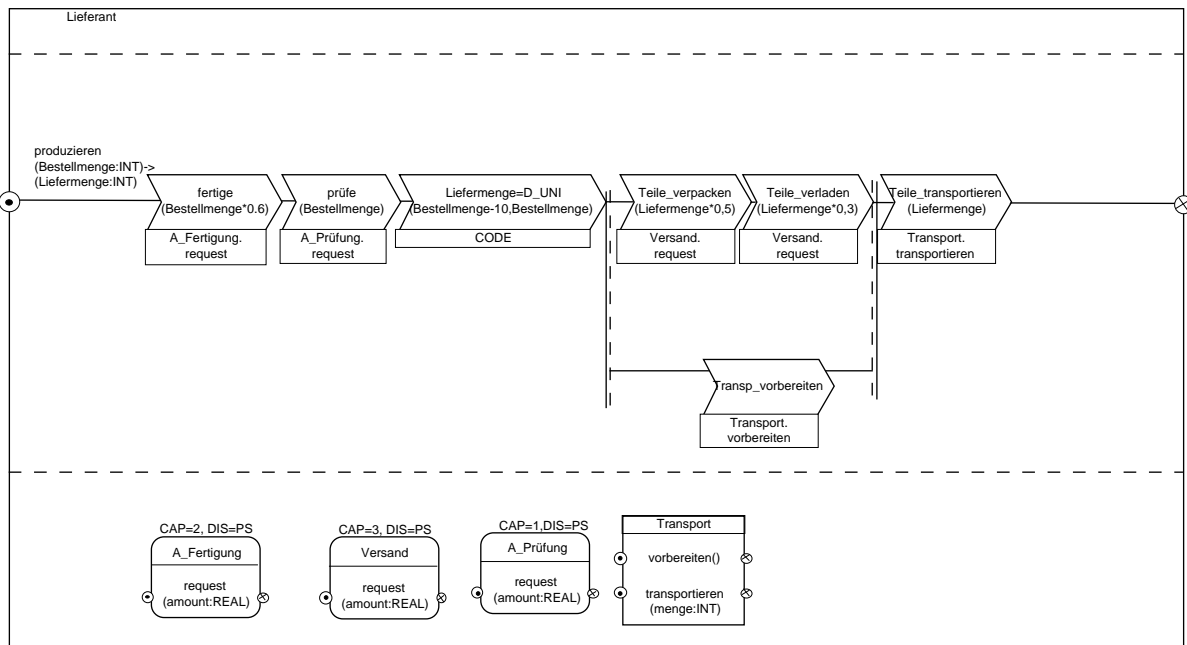 Lieferant
produzieren
(Bestellmenge:INT)->
(Liefermenge:INT)
fertige
(Bestellmenge*0.6)
A_Fertigung.
request
prüfe
(Bestellmenge)
A_Prüfung.
request
Liefermenge=D_UNI
(Bestellmenge-10,Bestellmenge)
CODE
Teile_verpacken
(Liefermenge*0,5)
Versand.
request
Teile_verladen
(Liefermenge*0,3)
Versand.
request
Teile_transportieren
(Liefermenge)
Transport.
transportieren
Transp_vorbereiten
Transport.
vorbereiten
CAP=2, DIS=PS
A_Fertigung
request
(amount:REAL)
CAP=3, DIS=PS
Versand
request
(amount:REAL)
CAP=1,DIS=PS
A_Prüfung
request
(amount:REAL)
Transport
vorbereiten()
transportieren
(menge:INT)